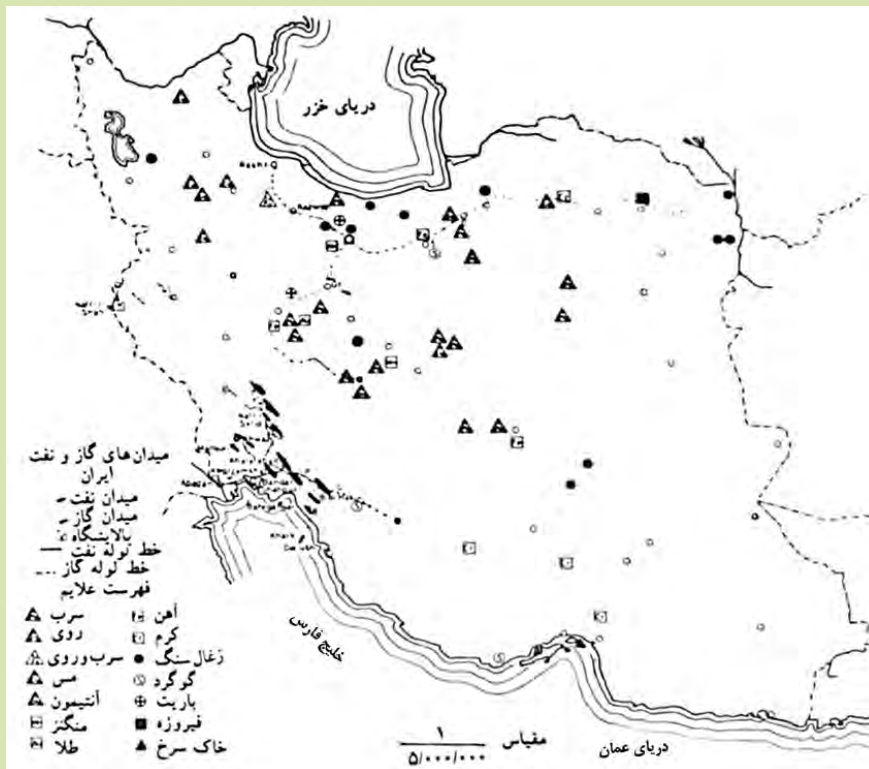 دریای خزر
Rasht
میدان‌های گاز و نفت
ایران
میدان نفت
میدان گاز
پالایشگاه
خط لوله نفت
خط لوله گاز
فهرست علایم
سرب
روی
سرب و روی
مس
آنتیمون
منگنز
طلا
آهن
کرم
زغال سنگ
گوگرد
باریت
فیروزه
خاک سرخ
خلیج فارس
مقیاس
۱
۵/۰۰۰/۰۰۰
دریای عمان